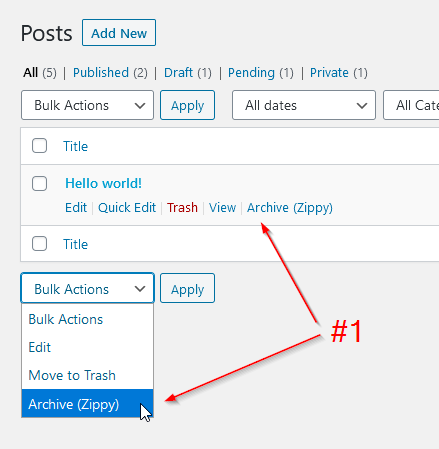 Posts Add New
All (5) | Published (2) | Draft (1) | Pending (1) | Private (1)
Bulk Actions Apply All dates All Cate
Title
Hello world!
Edit | Quick Edit | Trash | View | Archive (Zippy)
Title
Bulk Actions Apply
Bulk Actions
#1
Edit
Move to Trash
Archive (Zippy)